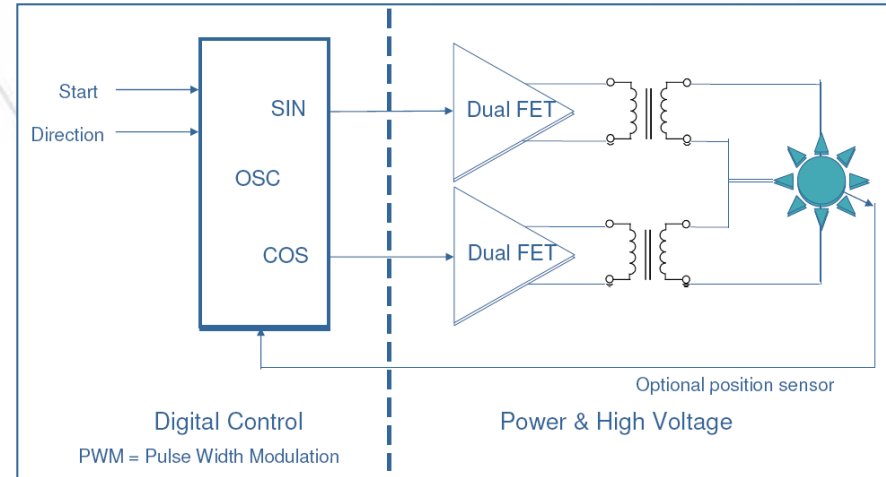 Start
Direction
SIN
OSC
COS
Dual FET
Dual FET
Optional position sensor
Digital Control
PWM = Pulse Width Modulation
Power & High Voltage